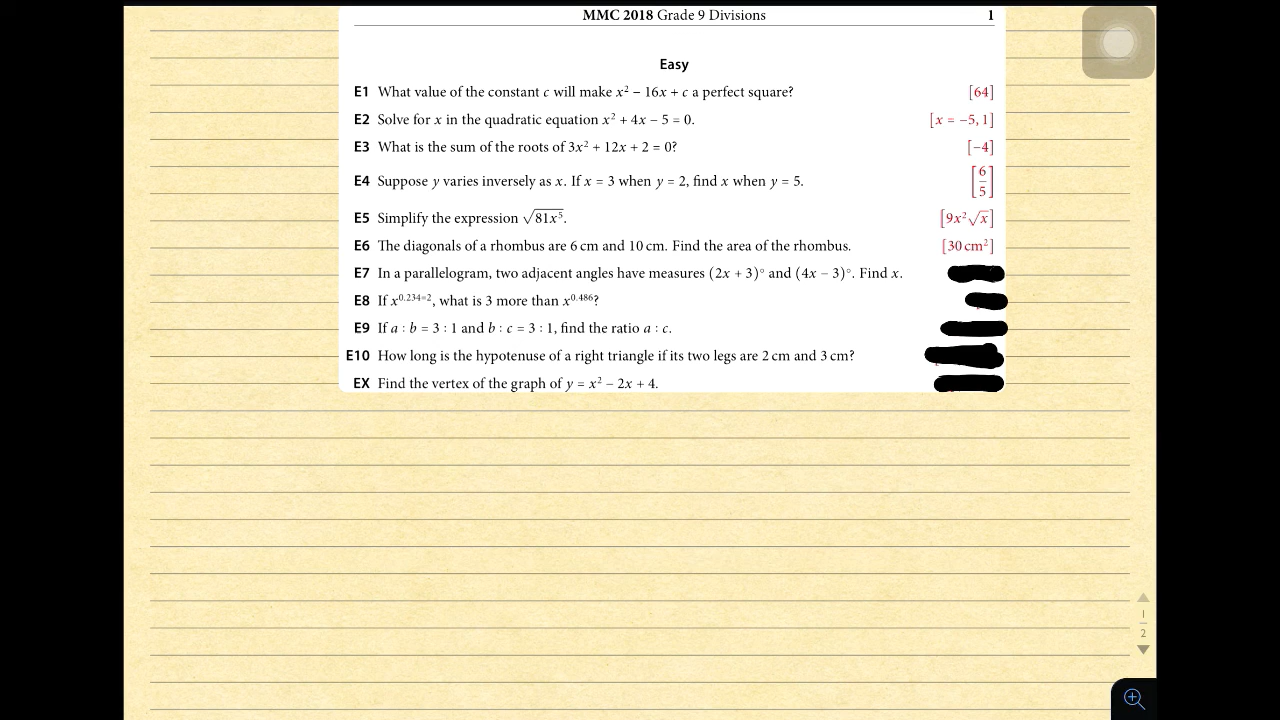 MMC 2018 Grade 9 Divisions 1
Easy
E1 What value of the constant c will make x² − 16x + c a perfect square? [64]
E2 Solve for x in the quadratic equation x² + 4x − 5 = 0. [x = −5, 1]
E3 What is the sum of the roots of 3x² + 12x + 2 = 0? [−4]
E4 Suppose y varies inversely as x. If x = 3 when y = 2, find x when y = 5. [6/5]
E5 Simplify the expression √81x⁵. [9x²√x]
E6 The diagonals of a rhombus are 6 cm and 10 cm. Find the area of the rhombus. [30 cm²]
E7 In a parallelogram, two adjacent angles have measures (2x + 3)° and (4x − 3)°. Find x.
E8 If x^0.234=2, what is 3 more than x^0.486?
E9 If a : b = 3 : 1 and b : c = 3 : 1, find the ratio a : c.
E10 How long is the hypotenuse of a right triangle if its two legs are 2 cm and 3 cm?
EX Find the vertex of the graph of y = x² − 2x + 4.
1
2